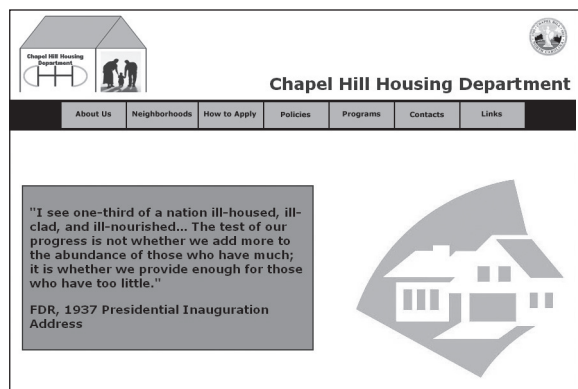 Chapel Hill Housing
Department
CHHD
Chapel Hill Housing Department
About Us
Neighborhoods
How to Apply
Policies
Programs
Contacts
Links
"I see one-third of a nation ill-housed, ill-
clad, and ill-nourished... The test of our
progress is not whether we add more to
the abundance of those who have much;
it is whether we provide enough for those
who have too little."
FDR, 1937 Presidential Inauguration
Address